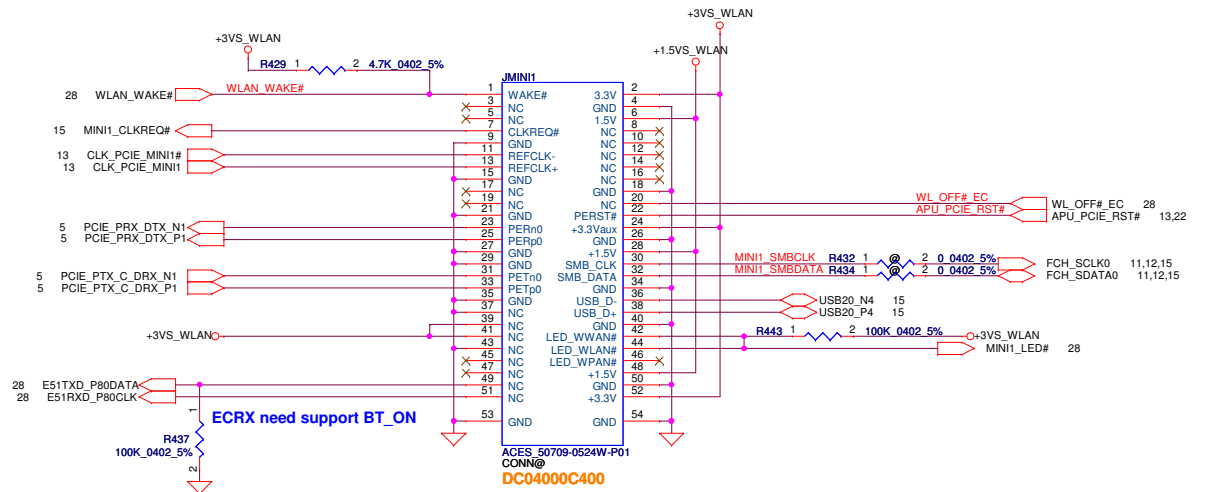 +3VS_WLAN
+3VS_WLAN
+1.5VS_WLAN
R429 1 2 4.7K_0402_5%
JMINI1
28 WLAN_WAKE# WLAN_WAKE# 1 WAKE# 3.3V 2
3 NC GND 4
5 NC 1.5V 6
15 MINI1_CLKREQ# 7 CLKREQ# NC 8
9 GND NC 10
13 CLK_PCIE_MINI1# 11 REFCLK- NC 12
13 CLK_PCIE_MINI1 13 REFCLK+ NC 14
15 GND NC 16
17 NC GND 18
19 NC NC 20 WL_OFF#_EC WL_OFF#_EC 28
21 GND PERST# 22 APU_PCIE_RST# APU_PCIE_RST# 13,22
5 PCIE_PRX_DTX_N1 23 PERn0 +3.3Vaux 24
5 PCIE_PRX_DTX_P1 25 PERp0 GND 26
27 GND +1.5V 28
29 GND SMB_CLK 30 MINI1_SMBCLK R432 1 @ 2 0_0402_5% FCH_SCLK0 11,12,15
5 PCIE_PTX_C_DRX_N1 31 PETn0 SMB_DATA 32 MINI1_SMBDATA R434 1 @ 2 0_0402_5% FCH_SDATA0 11,12,15
5 PCIE_PTX_C_DRX_P1 33 PETp0 GND 34
35 GND USB_D- 36 USB20_N4 15
37 NC USB_D+ 38 USB20_P4 15
39 NC GND 40
+3VS_WLAN 41 NC LED_WWAN# 42 R443 1 2 100K_0402_5% +3VS_WLAN
43 NC LED_WLAN# 44 MINI1_LED# 28
45 NC LED_WPAN# 46
47 NC +1.5V 48
28 E51TXD_P80DATA 49 NC GND 50
28 E51RXD_P80CLK 51 NC +3.3V 52
53 GND GND 54
1
ECRX need support BT_ON
R437
100K_0402_5%
2
ACES_50709-0524W-P01
CONN@
DC04000C400